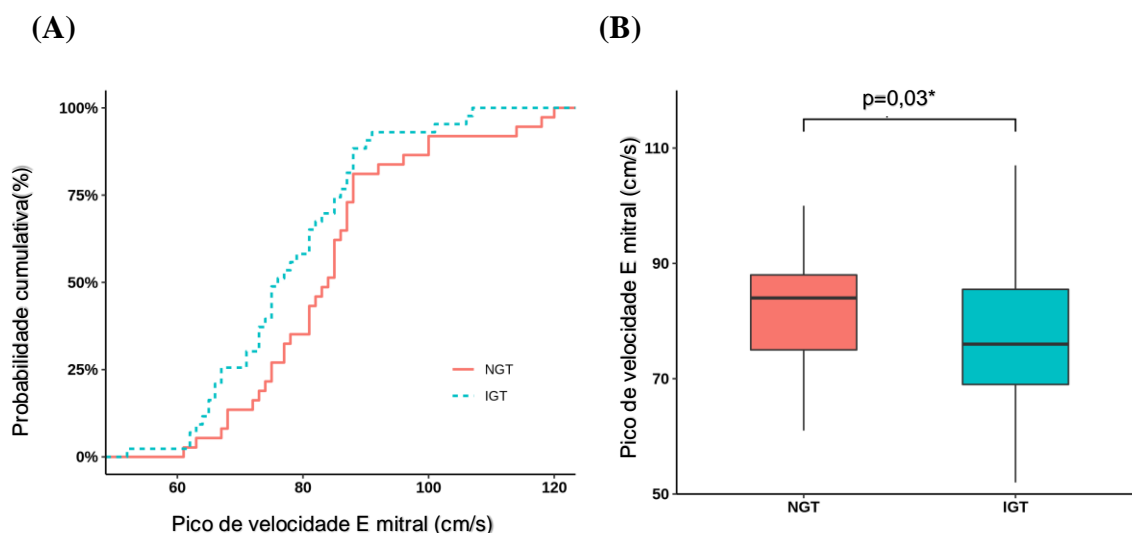 (A)
Probabilidade cumulativa(%)
100%
75%
50%
25%
0%
NGT
IGT
60 80 100 120
Pico de velocidade E mitral (cm/s)
(B)
p=0,03*
Pico de velocidade E mitral (cm/s)
110
90
70
50
NGT IGT